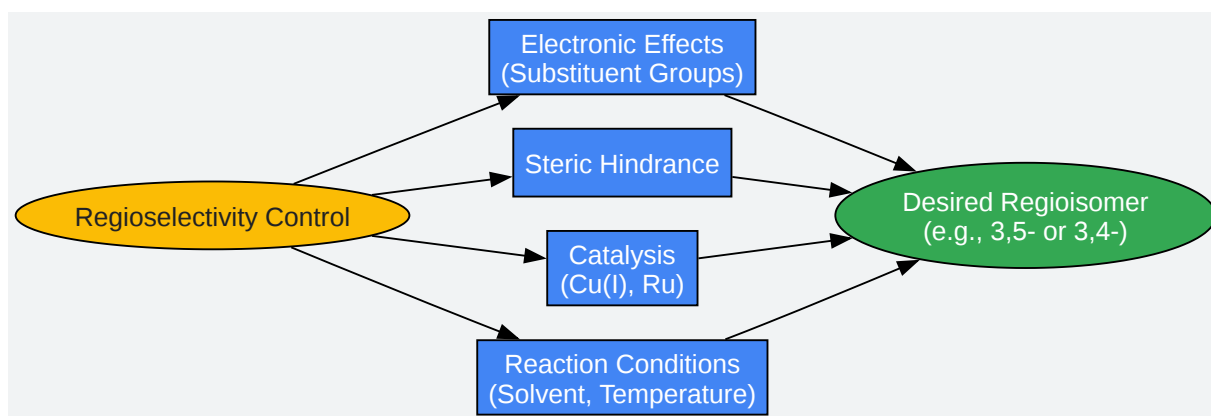 Electronic Effects
(Substituent Groups)
Steric Hindrance
Regioselectivity Control
Desired Regioisomer
(e.g., 3,5- or 3,4-)
Catalysis
(Cu(I), Ru)
Reaction Conditions
(Solvent, Temperature)